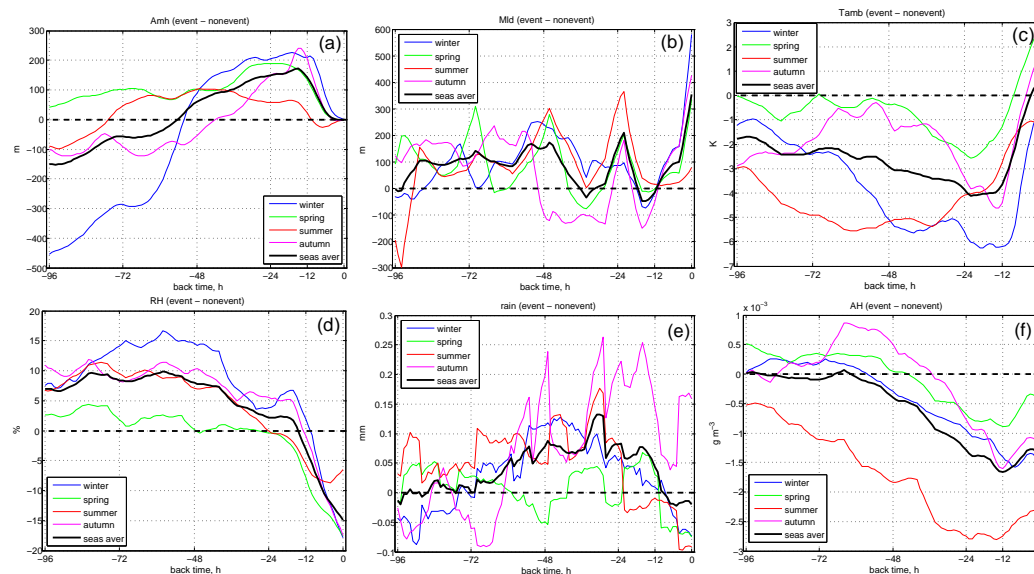 Amh (event − nonevent)
(a)
300
200
100
0
−100
−200
−300
−400
−500
m
winter
spring
summer
autumn
seas aver
−96
−72
−48
−24
−12
0
back time, h
Mld (event − nonevent)
(b)
600
500
400
300
200
100
0
−100
−200
−300
m
winter
spring
summer
autumn
seas aver
−96
−72
−48
−24
−12
0
back time, h
Tamb (event − nonevent)
(c)
3
2
1
0
−1
−2
−3
−4
−5
−6
−7
K
winter
spring
summer
autumn
seas aver
−96
−72
−48
−24
−12
0
back time, h
RH (event − nonevent)
(d)
20
15
10
5
0
−5
−10
−15
−20
%
winter
spring
summer
autumn
seas aver
−96
−72
−48
−24
−12
0
back time, h
rain (event − nonevent)
(e)
0.3
0.25
0.2
0.15
0.1
0.05
0
−0.05
−0.1
mm
winter
spring
summer
autumn
seas aver
−96
−72
−48
−24
−12
0
back time, h
x 10−3
AH (event − nonevent)
(f)
1
0.5
0
−0.5
−1
−1.5
−2
−2.5
−3
g m−3
winter
spring
summer
autumn
seas aver
−96
−72
−48
−24
−12
0
back time, h